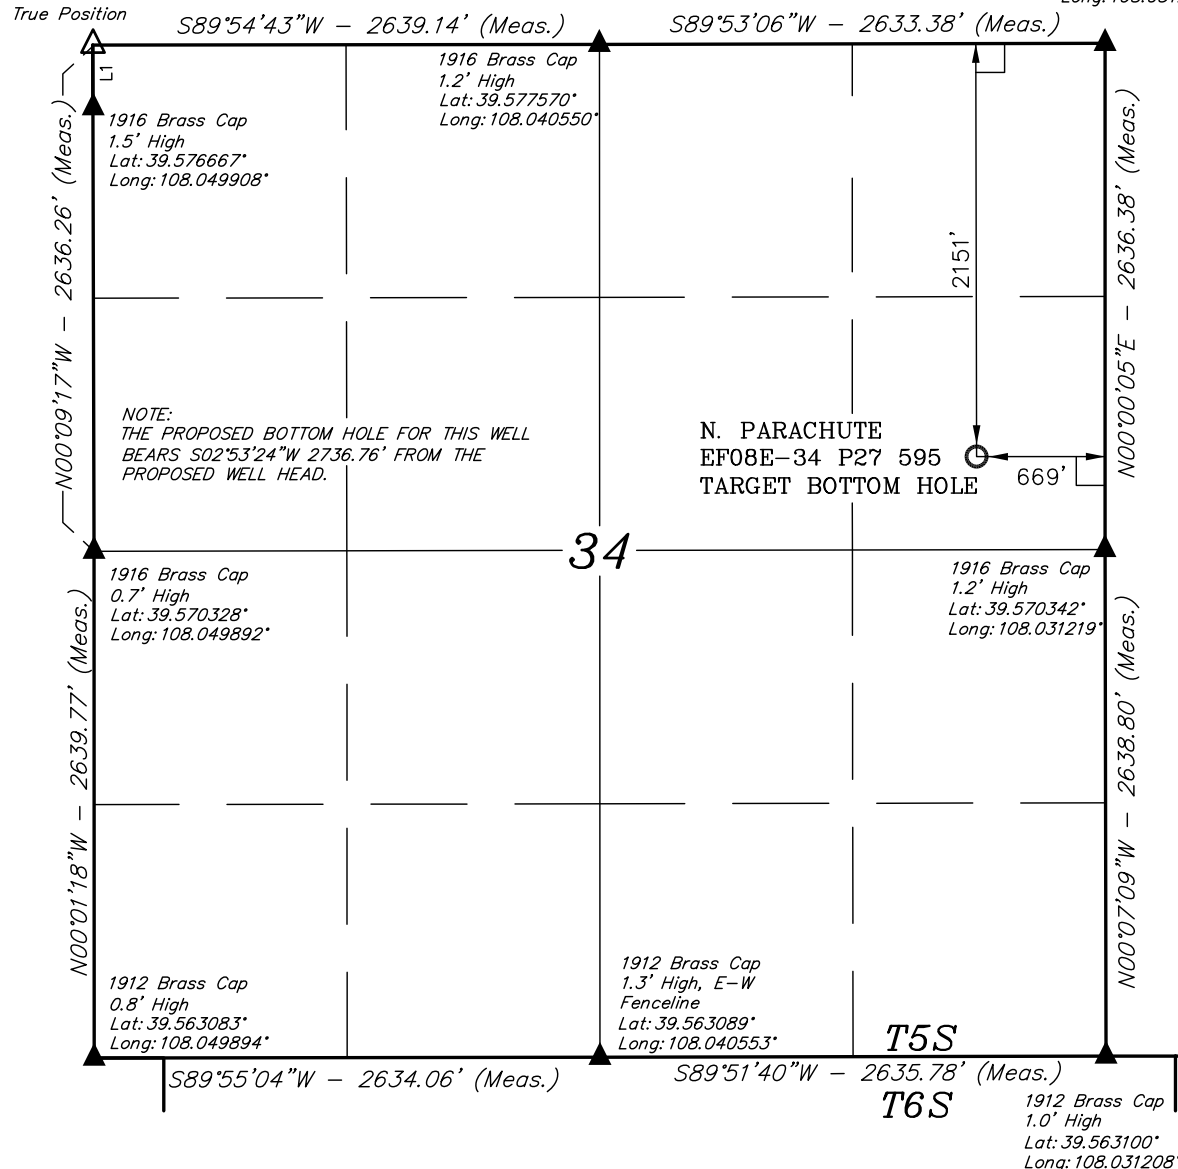 True Position
S89°54'43"W - 2639.14' (Meas.)
S89°53'06"W - 2633.38' (Meas.)
L1
1916 Brass Cap
1.5' High
Lat: 39.576667°
Long: 108.049908°
1916 Brass Cap
1.2' High
Lat: 39.577570°
Long: 108.040550°
N00°09'17"W - 2636.26' (Meas.)
N00°00'05"E - 2636.38' (Meas.)
2151'
NOTE:
THE PROPOSED BOTTOM HOLE FOR THIS WELL
BEARS S02°53'24"W 2736.76' FROM THE
PROPOSED WELL HEAD.
N. PARACHUTE
EF08E-34 P27 595
TARGET BOTTOM HOLE
669'
34
1916 Brass Cap
0.7' High
Lat: 39.570328°
Long: 108.049892°
1916 Brass Cap
1.2' High
Lat: 39.570342°
Long: 108.031219°
N00°01'18"W - 2639.77' (Meas.)
N00°07'09"W - 2638.80' (Meas.)
1912 Brass Cap
0.8' High
Lat: 39.563083°
Long: 108.049894°
1912 Brass Cap
1.3' High, E-W
Fenceline
Lat: 39.563089°
Long: 108.040553°
T5S
S89°55'04"W - 2634.06' (Meas.)
S89°51'40"W - 2635.78' (Meas.)
T6S
1912 Brass Cap
1.0' High
Lat: 39.563100°
Long: 108.031208°